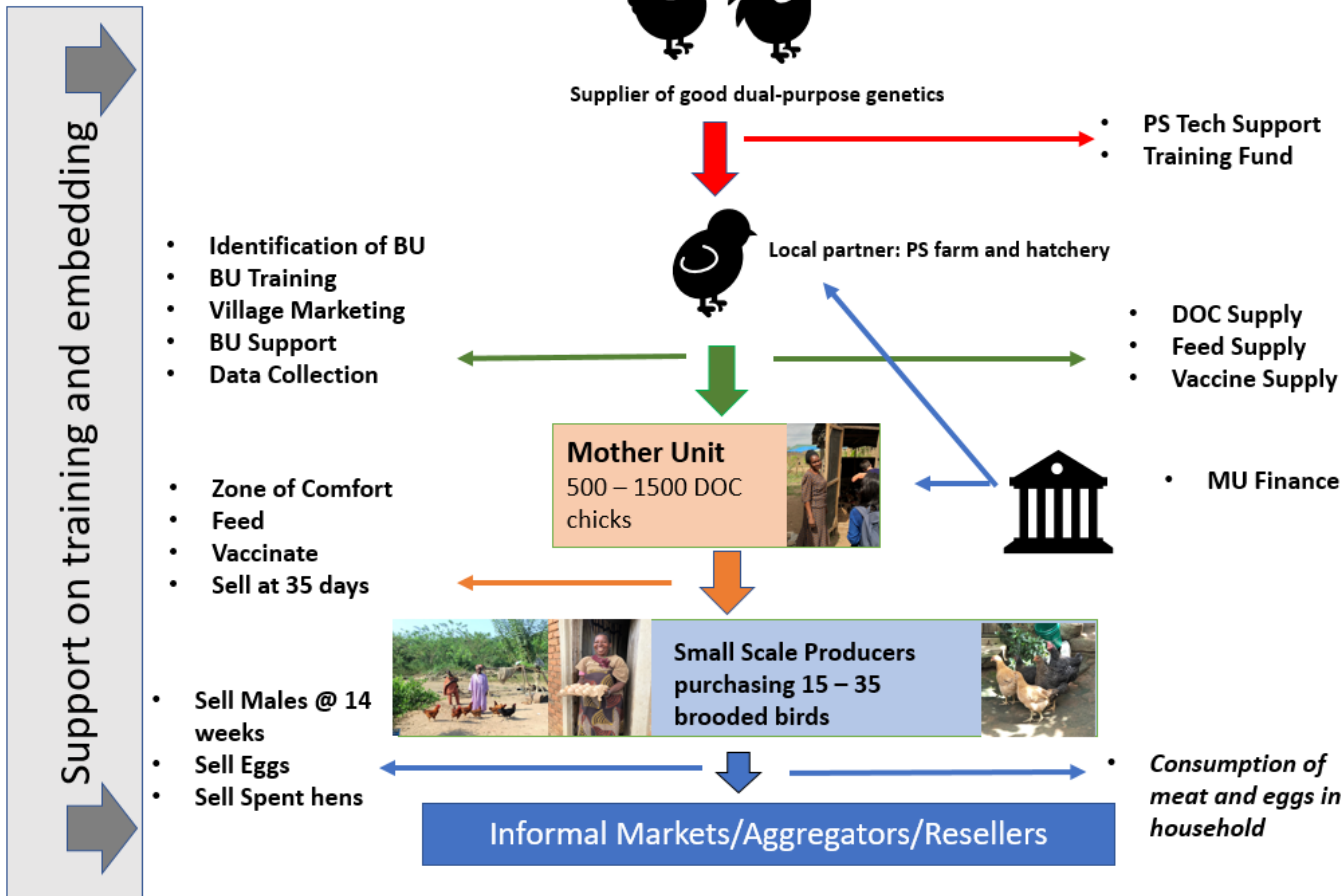 Support on training and embedding
Supplier of good dual-purpose genetics
• PS Tech Support
• Training Fund
Local partner: PS farm and hatchery
• Identification of BU
• BU Training
• Village Marketing
• BU Support
• Data Collection
• DOC Supply
• Feed Supply
• Vaccine Supply
Mother Unit
500 – 1500 DOC
chicks
• MU Finance
• Zone of Comfort
• Feed
• Vaccinate
• Sell at 35 days
Small Scale Producers
purchasing 15 – 35
brooded birds
• Sell Males @ 14
weeks
• Sell Eggs
• Sell Spent hens
• Consumption of
meat and eggs in
household
Informal Markets/Aggregators/Resellers